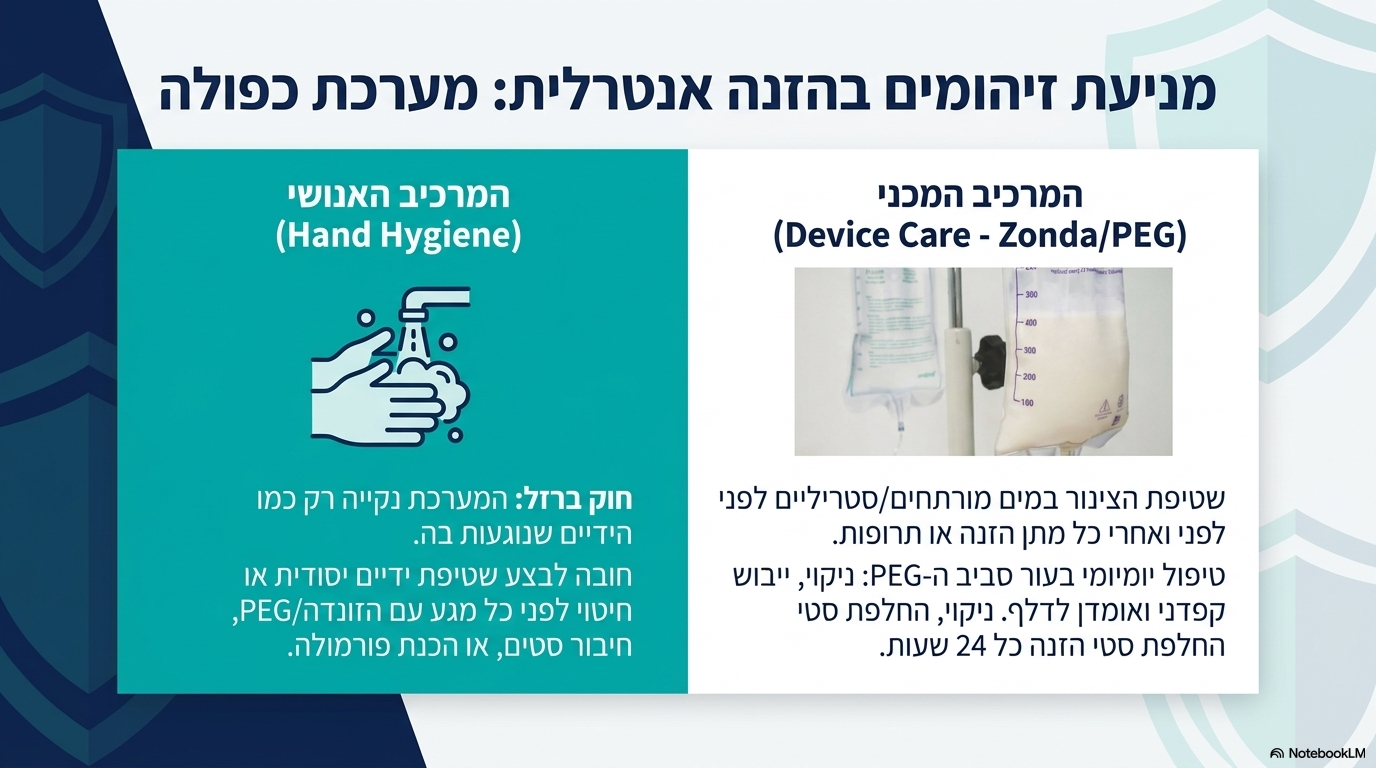 מניעת זיהומים בהזנה אנטרלית: מערכת כפולה
המרכיב המכני
(Device Care - Zonda/PEG)
300
400
300
200
100
שטיפת הצינור במים מורתחים/סטריליים לפני
לפני ואחרי כל מתן הזנה או תרופות.
טיפול יומיומי בעור סביב ה-PEG: ניקוי, ייבוש
קפדני ואומדן לדלף. ניקוי, החלפת סטי
החלפת סטי הזנה כל 24 שעות.
המרכיב האנושי
(Hand Hygiene)
חוק ברזל: המערכת נקייה רק כמו
הידיים שנוגעות בה.
חובה לבצע שטיפת ידיים יסודית או
חיטוי לפני כל מגע עם הזונדה/PEG,
חיבור סטים, או הכנת פורמולה.
NotebookLM